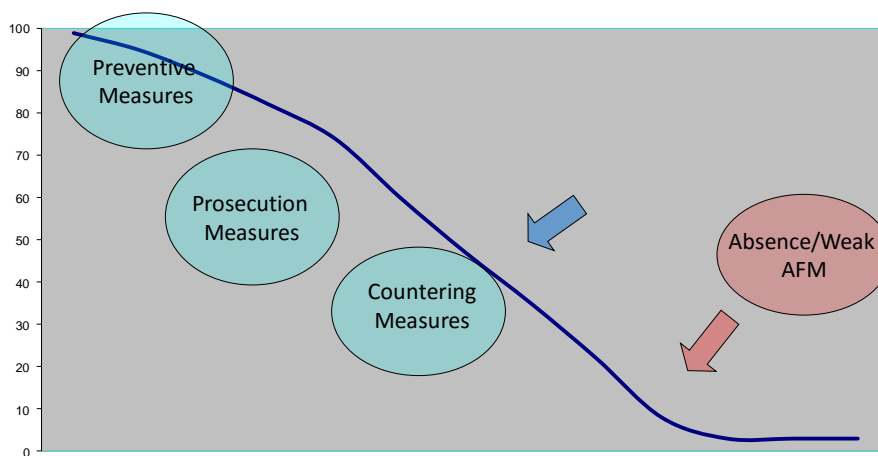 100
90
80
70
60
50
40
30
20
10
0
Preventive
Measures
Prosecution
Measures
Countering
Measures
Absence/Weak
AFM